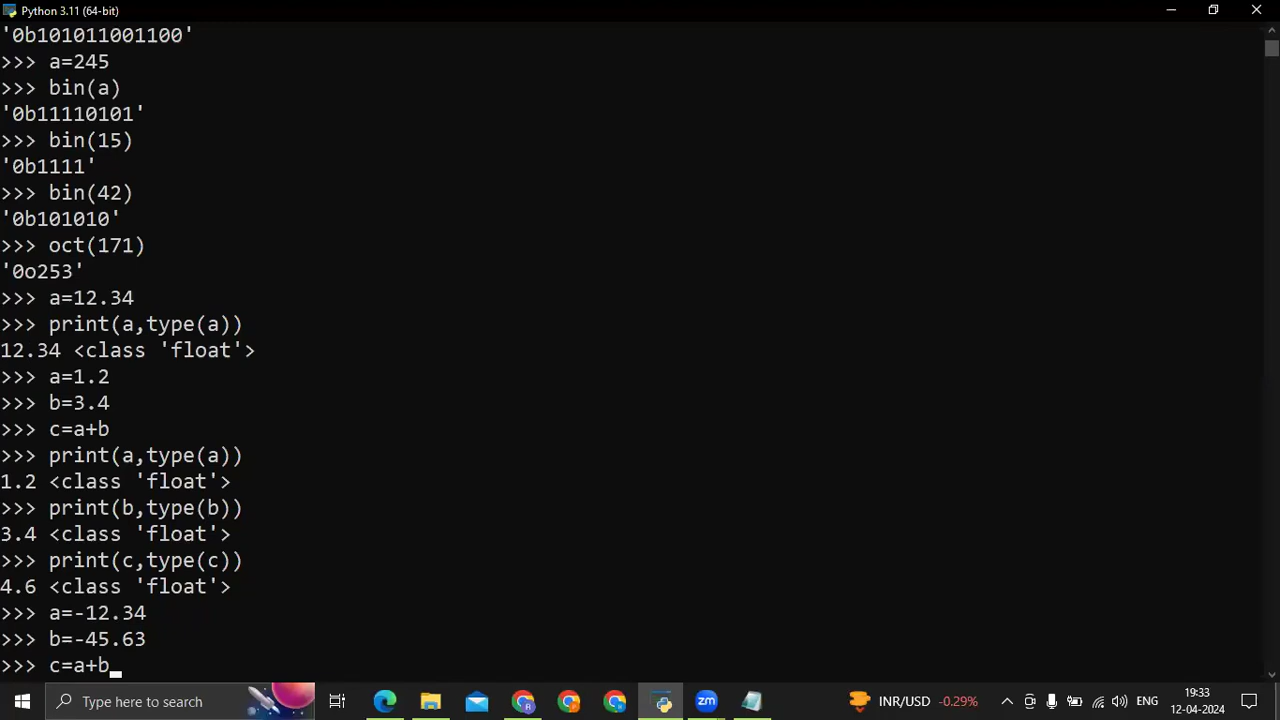 Python 3.11 (64-bit)
'0b101011001100'
>>> a=245
>>> bin(a)
'0b11110101'
>>> bin(15)
'0b1111'
>>> bin(42)
'0b101010'
>>> oct(171)
'0o253'
>>> a=12.34
>>> print(a,type(a))
12.34 <class 'float'>
>>> a=1.2
>>> b=3.4
>>> c=a+b
>>> print(a,type(a))
1.2 <class 'float'>
>>> print(b,type(b))
3.4 <class 'float'>
>>> print(c,type(c))
4.6 <class 'float'>
>>> a=-12.34
>>> b=-45.63
>>> c=a+b
Type here to search
zm
INR/USD -0.29%
ENG
19:33
12-04-2024